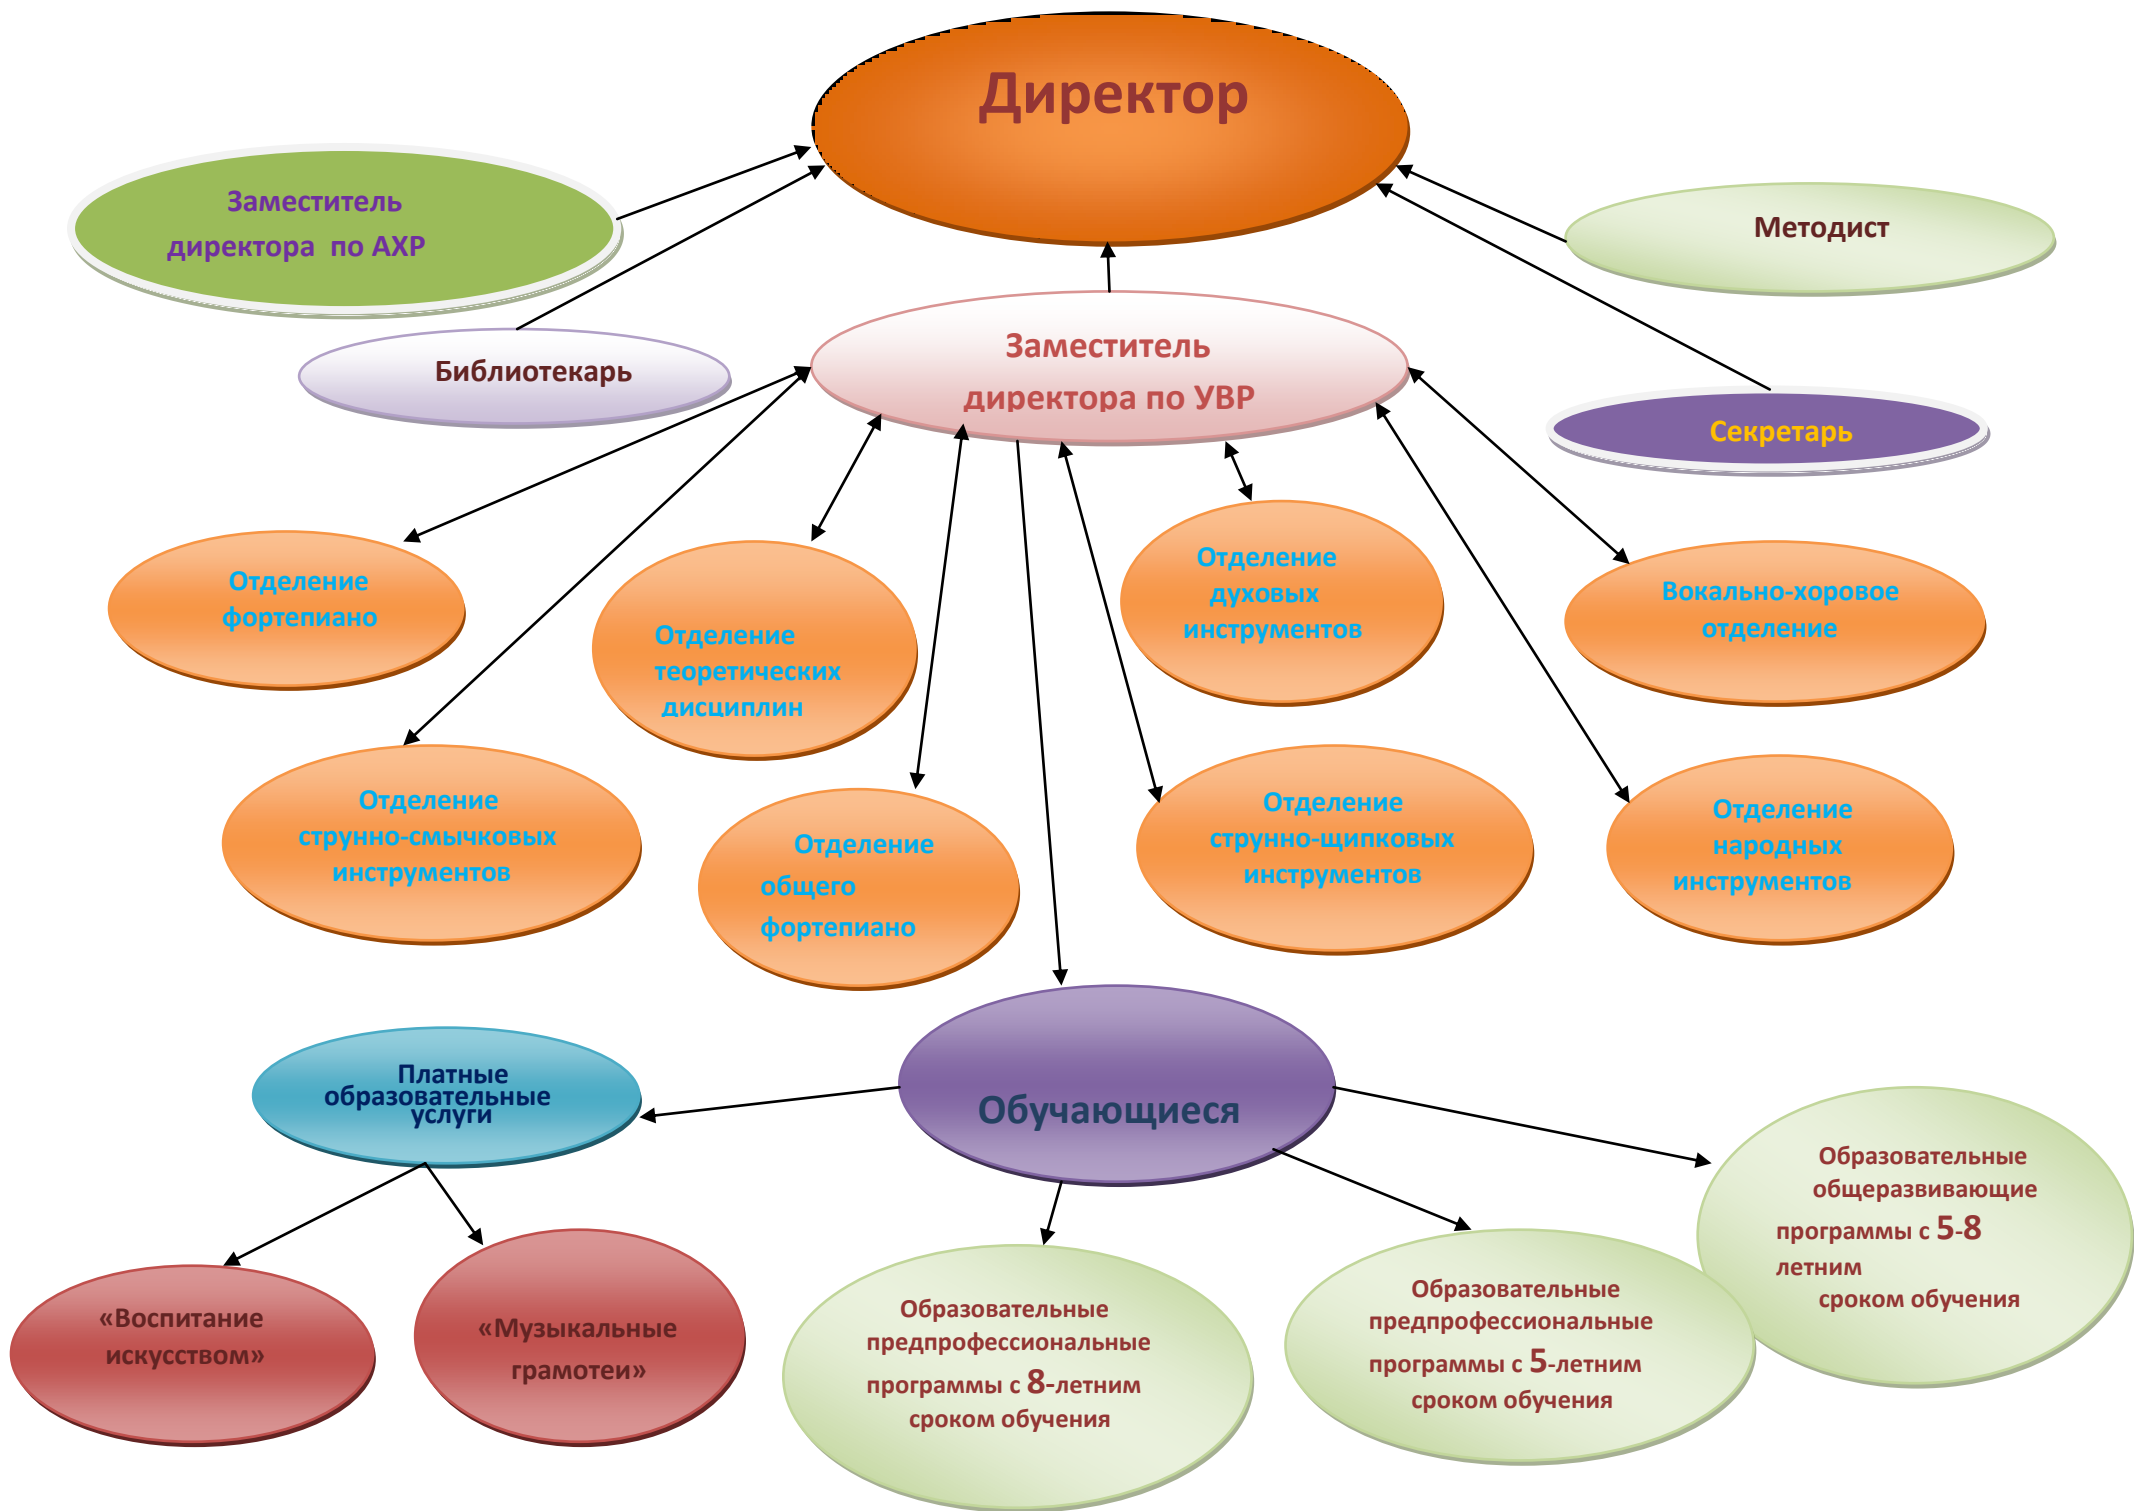 Директор
Заместитель
директора по АХР
Методист
Библиотекарь
Заместитель
директора по УВР
Секретарь
Отделение
фортепиано
Отделение
теоретических
дисциплин
Отделение
духовых
инструментов
Вокально-хоровое
отделение
Отделение
струнно-смычковых
инструментов
Отделение
общего
фортепиано
Отделение
струнно-щипковых
инструментов
Отделение
народных
инструментов
Платные
образовательные
услуги
Обучающиеся
«Воспитание
искусством»
«Музыкальные
грамотеи»
Образовательные
предпрофессиональные
программы с 8-летним
сроком обучения
Образовательные
предпрофессиональные
программы с 5-летним
сроком обучения
Образовательные
общеразвивающие
программы с 5-8
летним
сроком обучения